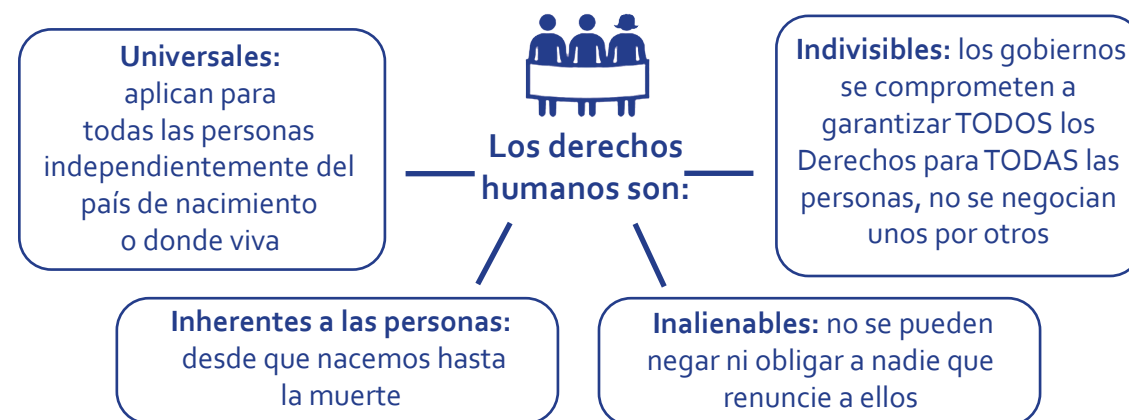 Los derechos
humanos son:
Universales:
aplican para
todas las personas
independientemente del
país de nacimiento
o donde viva
Indivisibles: los gobiernos
se comprometen a
garantizar TODOS los
Derechos para TODAS las
personas, no se negocian
unos por otros
Inherentes a las personas:
desde que nacemos hasta
la muerte
Inalienables: no se pueden
negar ni obligar a nadie que
renuncie a ellos